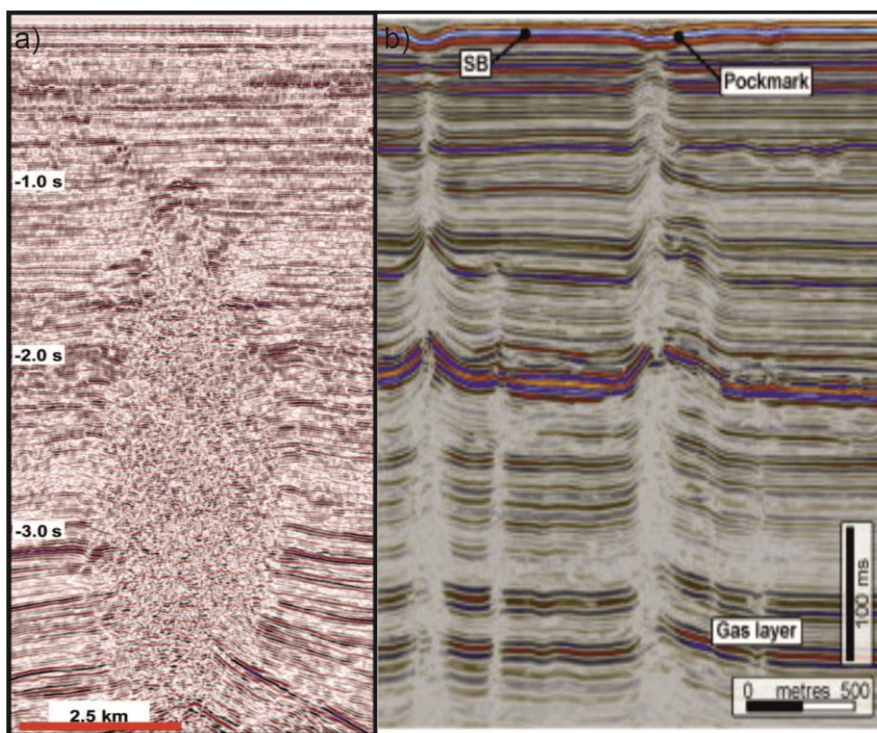 a)
-1.0 s
-2.0 s
-3.0 s
2.5 km
b)
SB
Pockmark
Gas layer
100 ms
0 metres 500